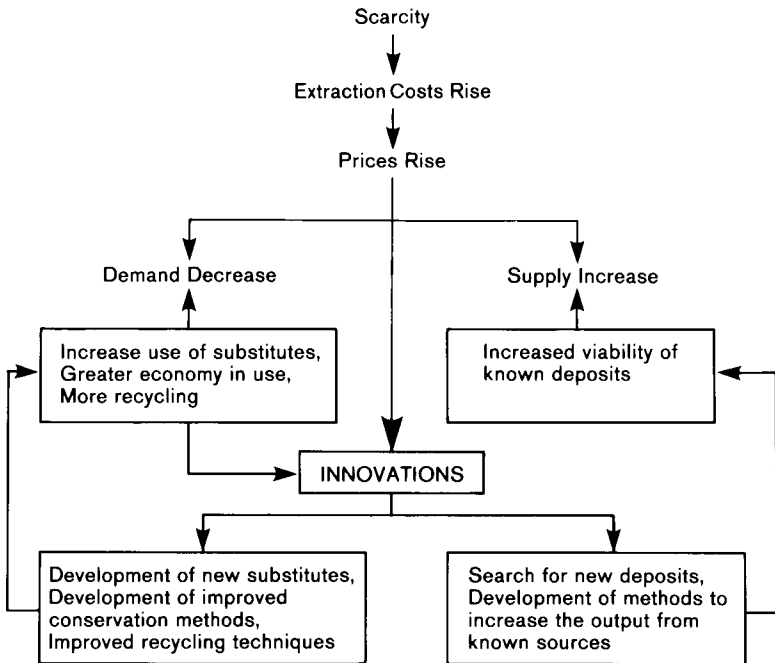 Scarcity
Extraction Costs Rise
Prices Rise
Demand Decrease
Supply Increase
Increase use of substitutes,
Greater economy in use,
More recycling
Increased viability of
known deposits
INNOVATIONS
Development of new substitutes,
Development of improved
conservation methods,
Improved recycling techniques
Search for new deposits,
Development of methods to
increase the output from
known sources